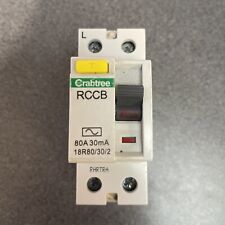 L
Crabtree
RCCB
80A 30mA
18R80/30/2